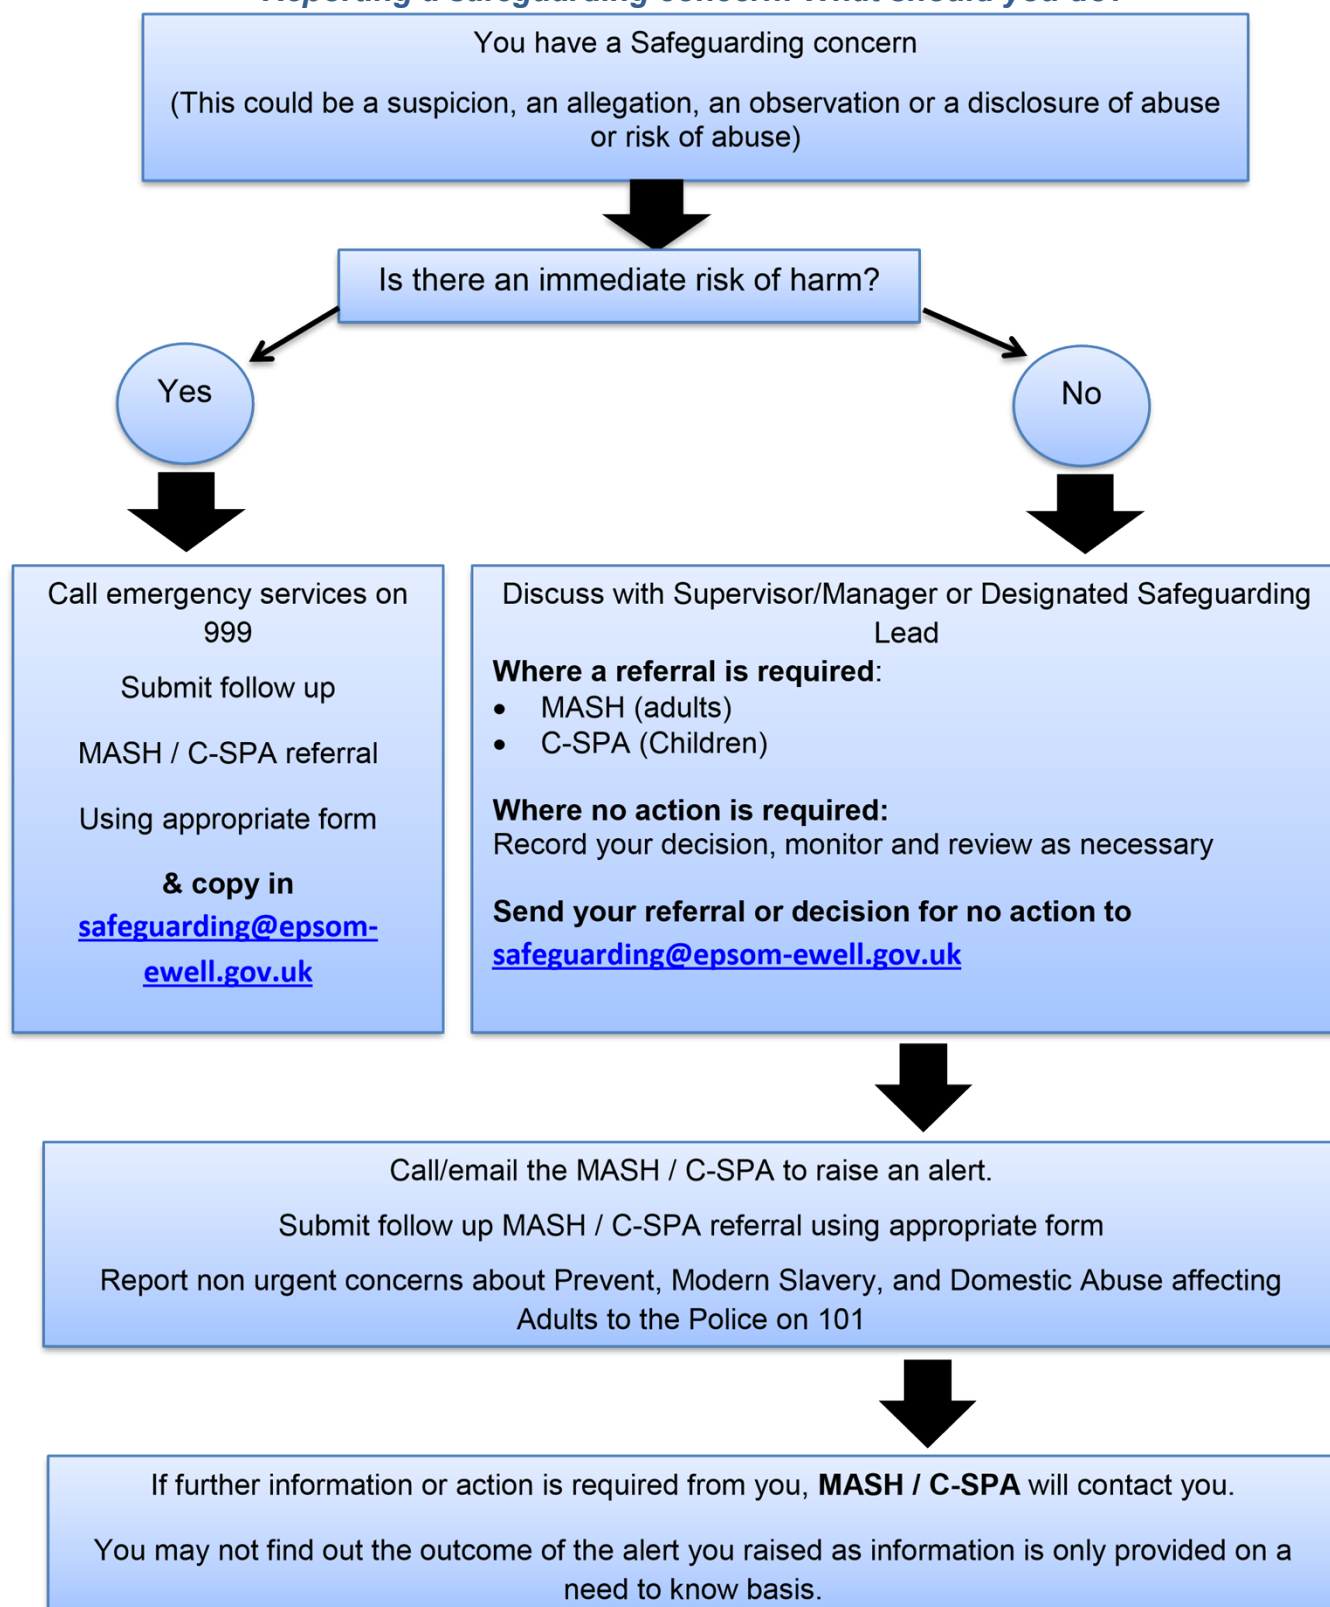 Reporting a safeguarding concern: What should you do?
You have a Safeguarding concern
(This could be a suspicion, an allegation, an observation or a disclosure of abuse
or risk of abuse)
Is there an immediate risk of harm?
Yes
No
Call emergency services on
999
Submit follow up
MASH / C-SPA referral
Using appropriate form
& copy in
safeguarding@epsom-
ewell.gov.uk
Discuss with Supervisor/Manager or Designated Safeguarding
Lead
Where a referral is required:
• MASH (adults)
• C-SPA (Children)
Where no action is required:
Record your decision, monitor and review as necessary
Send your referral or decision for no action to
safeguarding@epsom-ewell.gov.uk
Call/email the MASH / C-SPA to raise an alert.
Submit follow up MASH / C-SPA referral using appropriate form
Report non urgent concerns about Prevent, Modern Slavery, and Domestic Abuse affecting
Adults to the Police on 101
If further information or action is required from you, MASH / C-SPA will contact you.
You may not find out the outcome of the alert you raised as information is only provided on a
need to know basis.